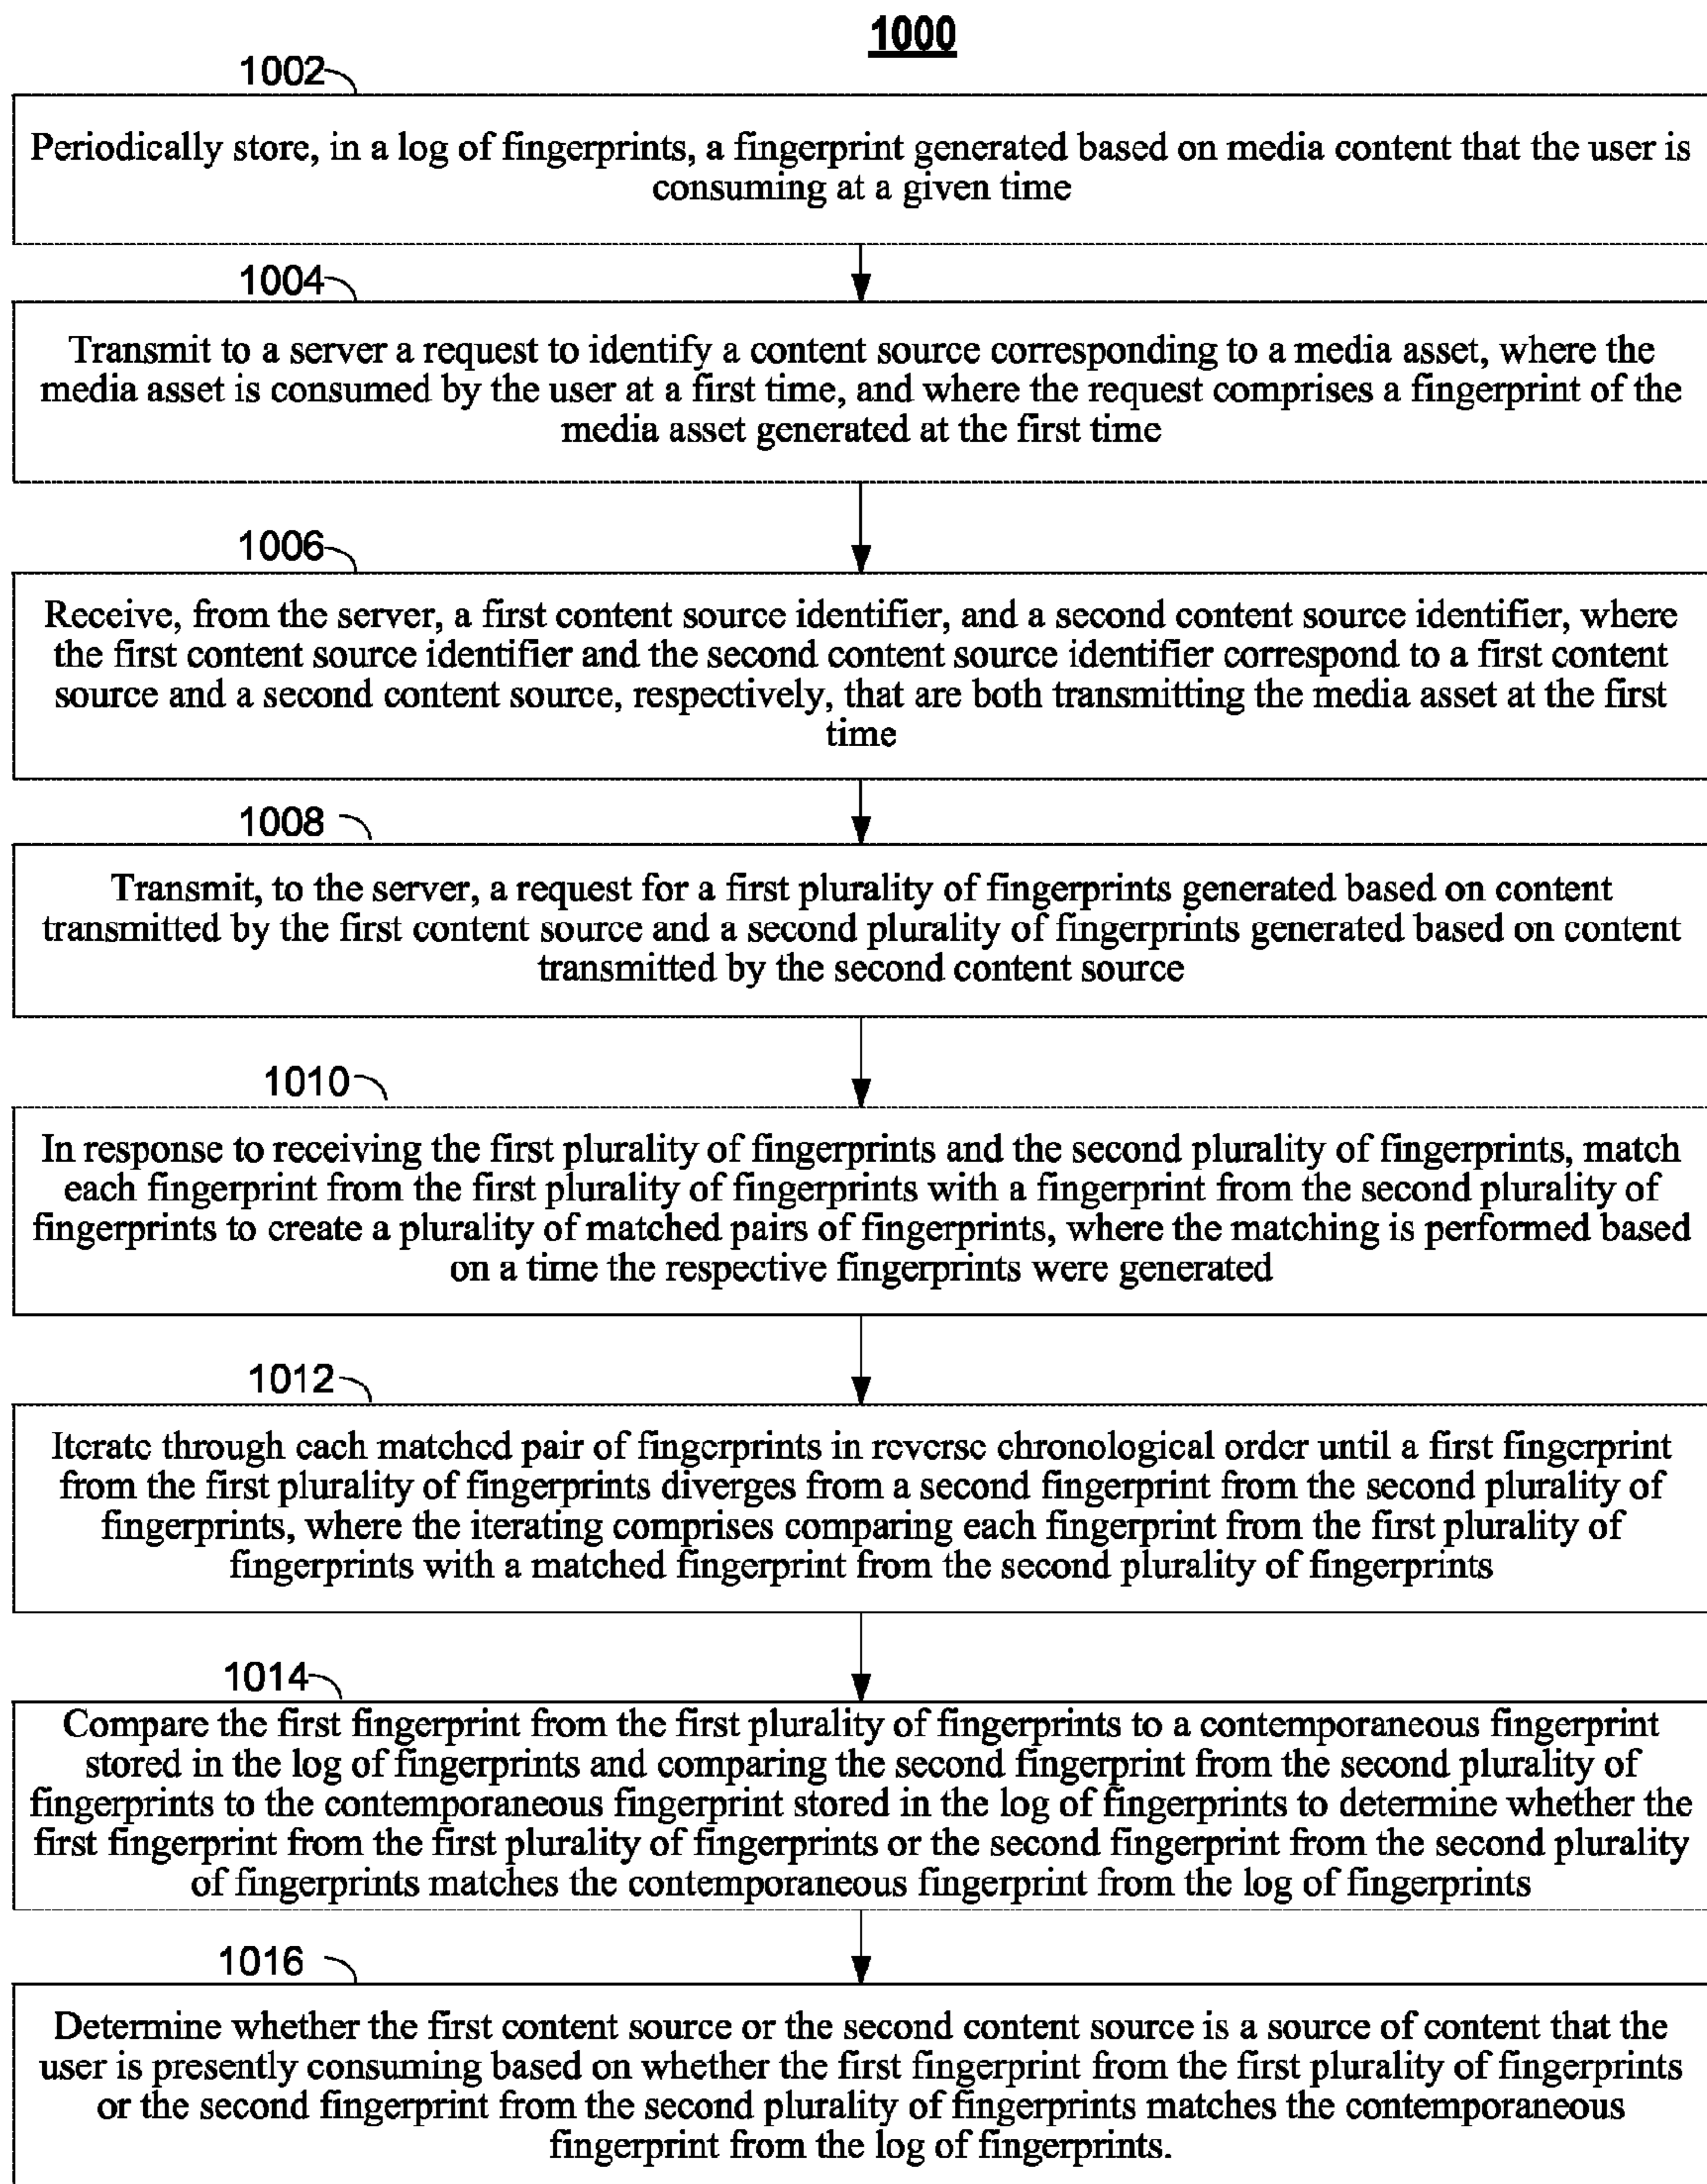 1000
1002
Periodically store, in a log of fingerprints, a fingerprint generated based on media content that the user is
consuming at a given time
1004
Transmit to a server a request to identify a content source corresponding to a media asset, where the
media asset is consumed by the user at a first time, and where the request comprises a fingerprint of the
media asset generated at the first time
1006
Receive, from the server, a first content source identifier, and a second content source identifier, where
the first content source identifier and the second content source identifier correspond to a first content
source and a second content source, respectively, that are both transmitting the media asset at the first
time
1008
Transmit, to the server, a request for a first plurality of fingerprints generated based on content
transmitted by the first content source and a second plurality of fingerprints generated based on content
transmitted by the second content source
1010
In response to receiving the first plurality of fingerprints and the second plurality of fingerprints, match
each fingerprint from the first plurality of fingerprints with a fingerprint from the second plurality of
fingerprints to create a plurality of matched pairs of fingerprints, where the matching is performed based
on a time the respective fingerprints were generated
1012
Iterate through each matched pair of fingerprints in reverse chronological order until a first fingerprint
from the first plurality of fingerprints diverges from a second fingerprint from the second plurality of
fingerprints, where the iterating comprises comparing each fingerprint from the first plurality of
fingerprints with a matched fingerprint from the second plurality of fingerprints
1014
Compare the first fingerprint from the first plurality of fingerprints to a contemporaneous fingerprint
stored in the log of fingerprints and comparing the second fingerprint from the second plurality of
fingerprints to the contemporaneous fingerprint stored in the log of fingerprints to determine whether the
first fingerprint from the first plurality of fingerprints or the second fingerprint from the second plurality
of fingerprints matches the contemporaneous fingerprint from the log of fingerprints
1016
Determine whether the first content source or the second content source is a source of content that the
user is presently consuming based on whether the first fingerprint from the first plurality of fingerprints
or the second fingerprint from the second plurality of fingerprints matches the contemporaneous
fingerprint from the log of fingerprints.